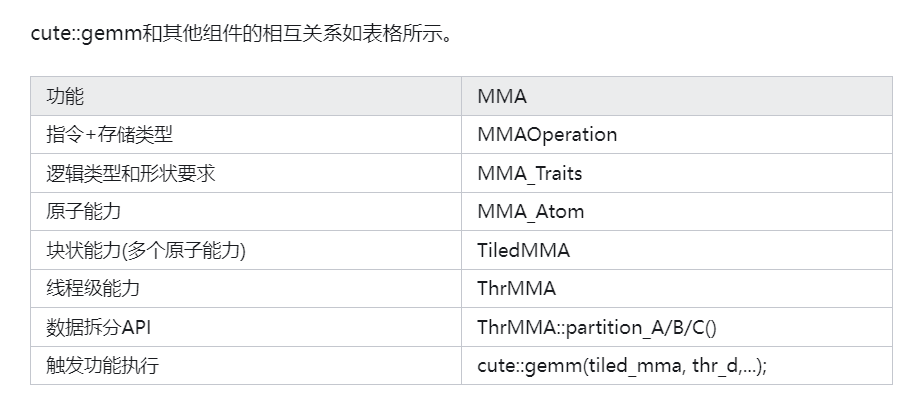 cute::gemm和其他组件的相互关系如表格所示。
功能 MMA
指令+存储类型 MMAOperation
逻辑类型和形状要求 MMA_Traits
原子能力 MMA_Atom
块状能力(多个原子能力) TiledMMA
线程级能力 ThrMMA
数据拆分API ThrMMA::partition_A/B/C()
触发功能执行 cute::gemm(tiled_mma, thr_d,...);